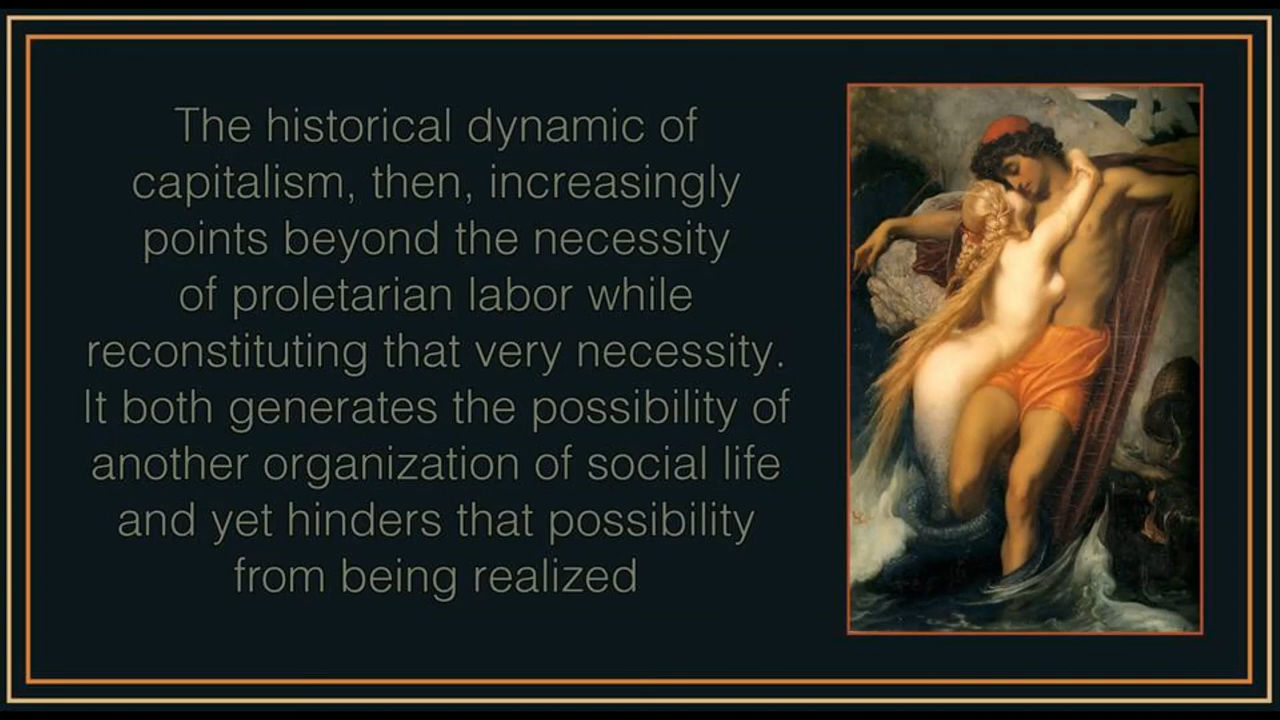 The historical dynamic of
capitalism, then, increasingly
points beyond the necessity
of proletarian labor while
reconstituting that very necessity.
It both generates the possibility of
another organization of social life
and yet hinders that possibility
from being realized